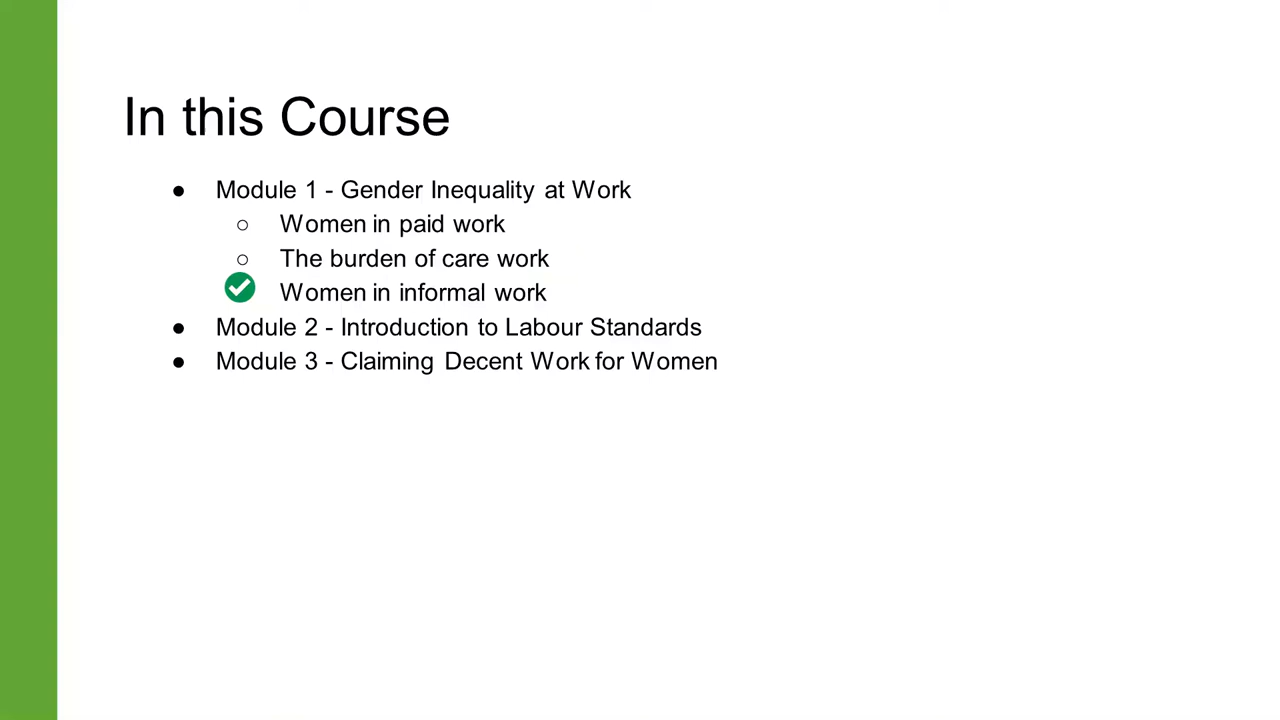 In this Course
● Module 1 - Gender Inequality at Work
○ Women in paid work
○ The burden of care work
Women in informal work
● Module 2 - Introduction to Labour Standards
● Module 3 - Claiming Decent Work for Women